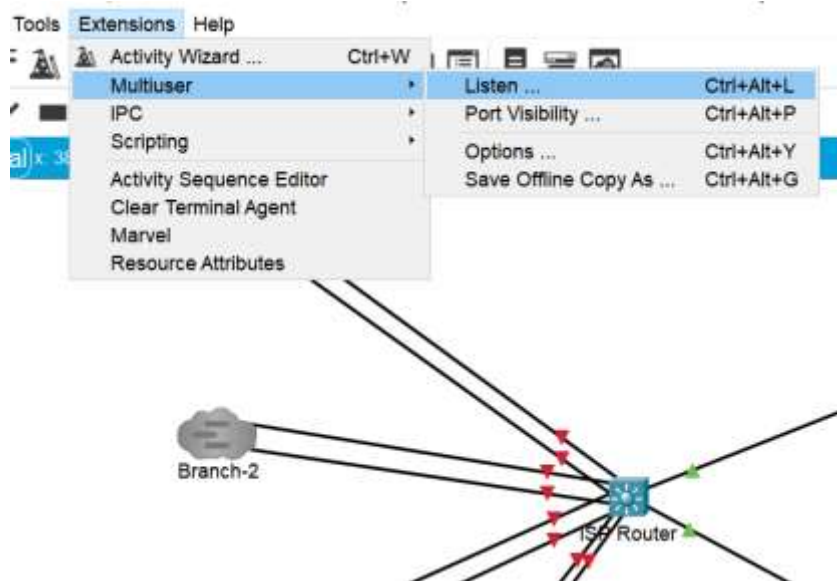 Tools Extensions Help
Activity Wizard ... Ctrl+W
Multiuser Listen ... Ctrl+Alt+L
IPC Port Visibility ... Ctrl+Alt+P
Scripting Options ... Ctrl+Alt+Y
Activity Sequence Editor Save Offline Copy As ... Ctrl+Alt+G
Clear Terminal Agent
Marvel
Resource Attributes
Branch-2
ISP Router